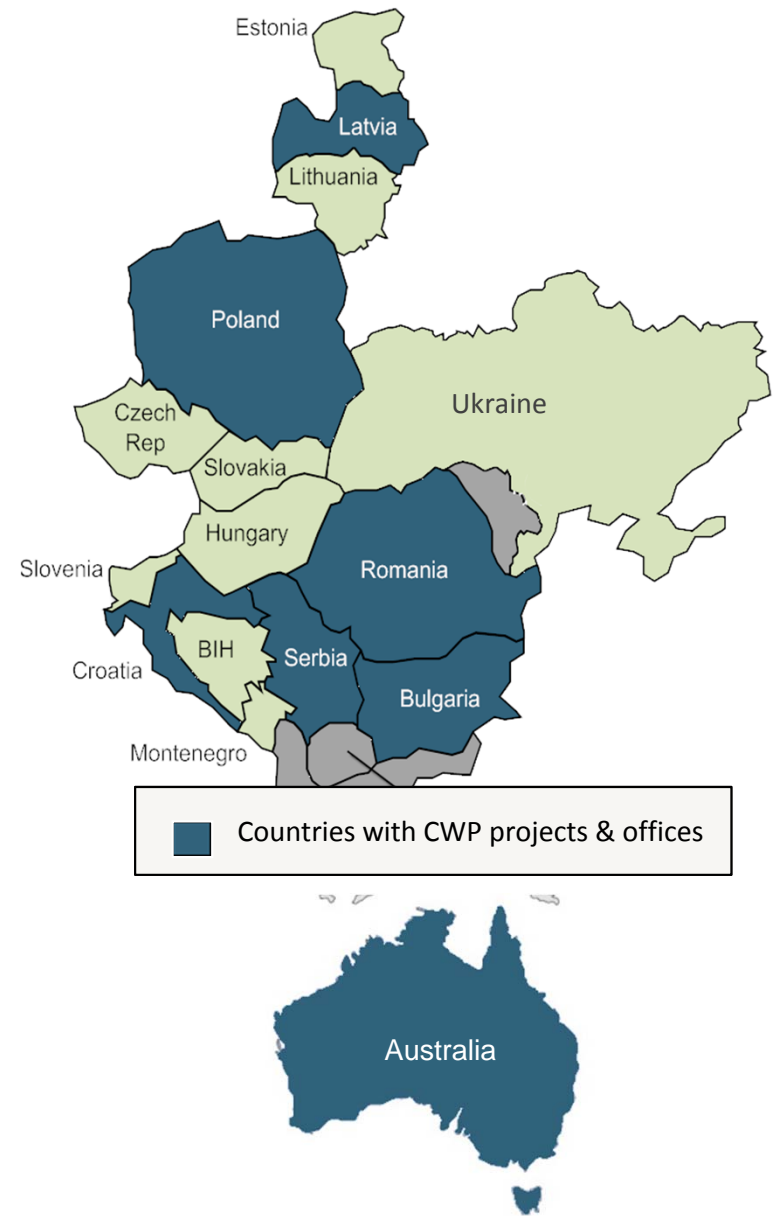 Estonia
Latvia
Lithuania
Poland
Ukraine
Czech
Rep
Slovakia
Hungary
Slovenia
Romania
BIH
Serbia
Croatia
Bulgaria
Montenegro
Countries with CWP projects & offices
Australia